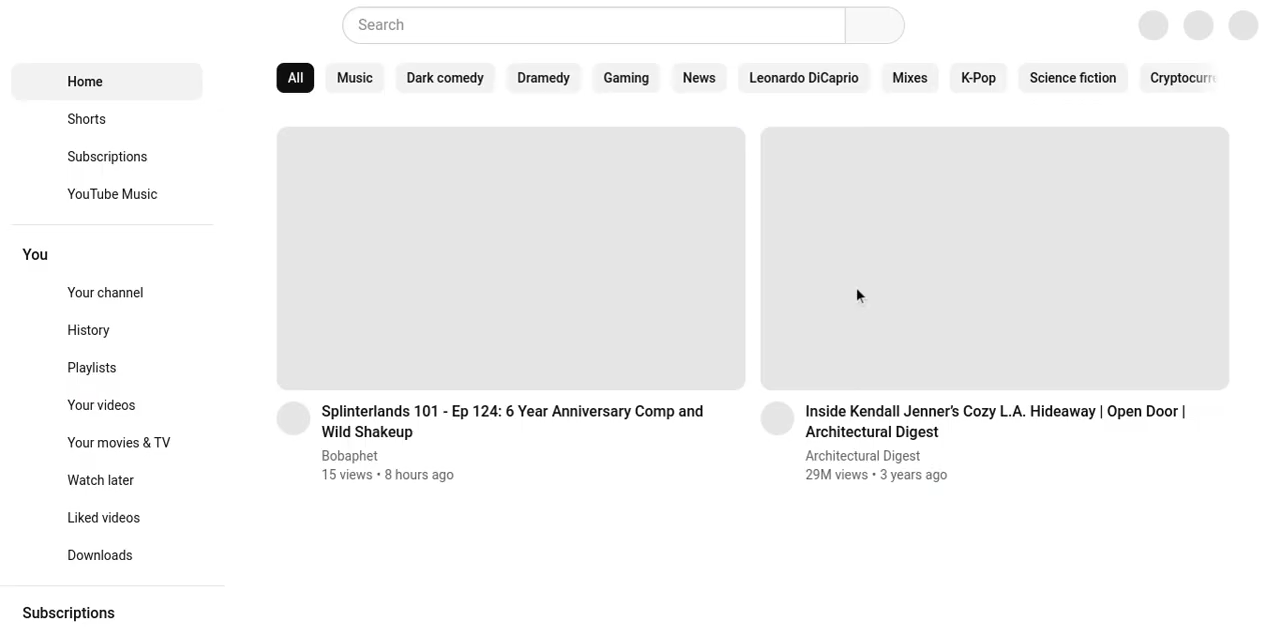 Search
Home
Shorts
Subscriptions
YouTube Music
You
Your channel
History
Playlists
Your videos
Your movies & TV
Watch later
Liked videos
Downloads
Subscriptions
All Music Dark comedy Dramedy Gaming News Leonardo DiCaprio Mixes K-Pop Science fiction
Splinterlands 101 - Ep 124: 6 Year Anniversary Comp and
Wild Shakeup
Bobaphet
15 views • 8 hours ago
Inside Kendall Jenner’s Cozy L.A. Hideaway | Open Door |
Architectural Digest
Architectural Digest
29M views • 3 years ago